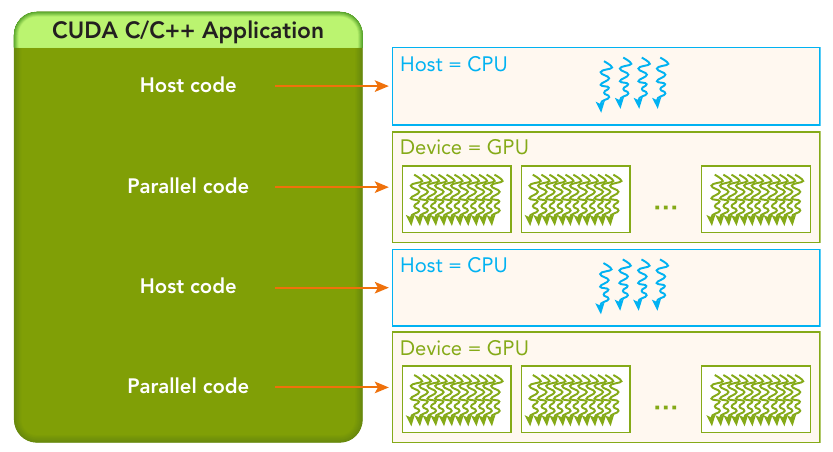 CUDA C/C++ Application
Host code
Host = CPU
Parallel code
Device = GPU
...
Host code
Host = CPU
Parallel code
Device = GPU
...